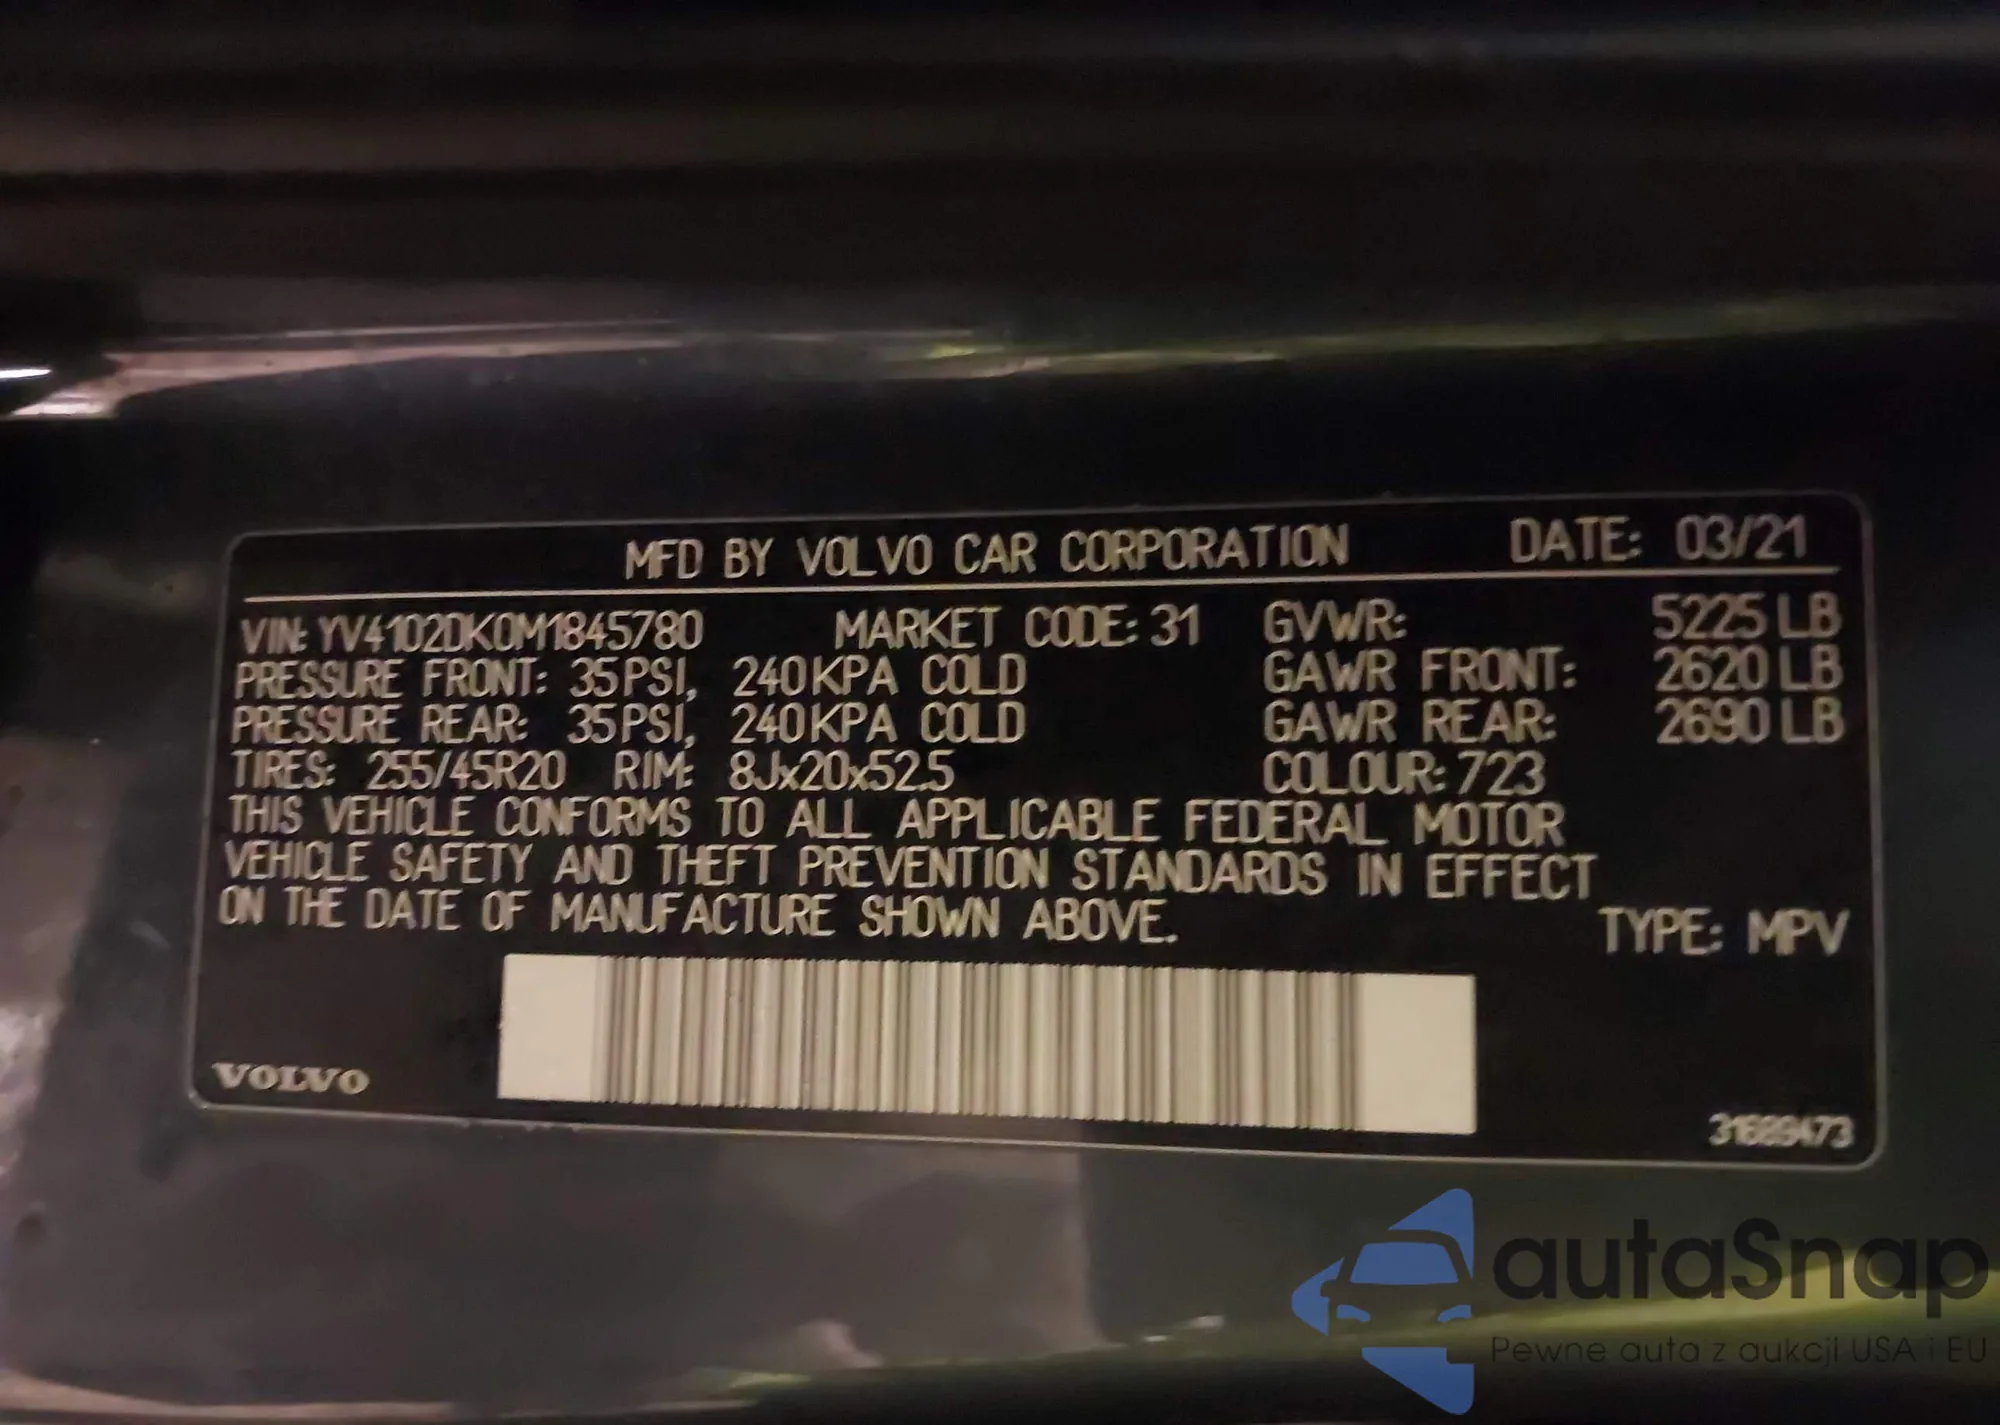 MFD BY VOLVO CAR CORPORATION DATE: 03/21
VIN: YV4102DK0M1845780 MARKET CODE: 31 GVWR: 5225 LB
PRESSURE FRONT: 35 PSI, 240 KPA COLD GAWR FRONT: 2620 LB
PRESSURE REAR: 35 PSI, 240 KPA COLD GAWR REAR: 2690 LB
TIRES: 255/45R20 RIM: 8Jx20x52.5 COLOUR: 723
THIS VEHICLE CONFORMS TO ALL APPLICABLE FEDERAL MOTOR
VEHICLE SAFETY AND THEFT PREVENTION STANDARDS IN EFFECT
ON THE DATE OF MANUFACTURE SHOWN ABOVE.
TYPE: MPV
VOLVO
31689473
autaSnap
Pewne auta z aukcji USA i EU